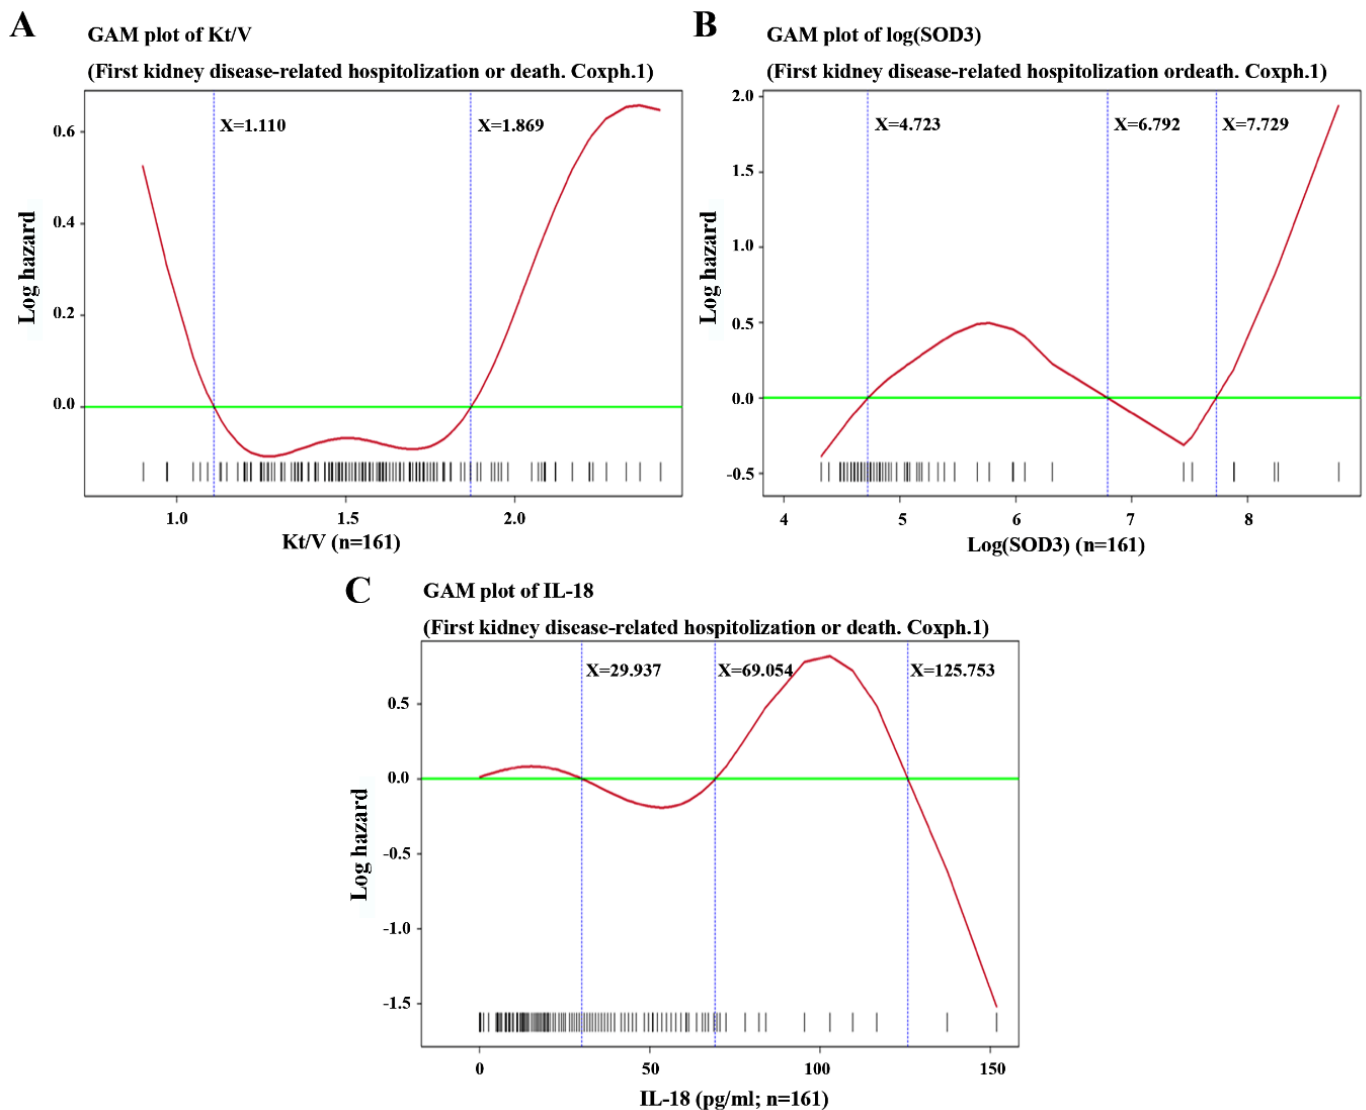 A
GAM plot of Kt/V
(First kidney disease-related hospitolization or death. Coxph.1)
X=1.110
X=1.869
0.6
0.4
0.2
0.0
Log hazard
1.0
1.5
2.0
Kt/V (n=161)
B
GAM plot of log(SOD3)
(First kidney disease-related hospitolization ordeath. Coxph.1)
X=4.723
X=6.792
X=7.729
2.0
1.5
1.0
0.5
0.0
-0.5
Log hazard
4
5
6
7
8
Log(SOD3) (n=161)
C
GAM plot of IL-18
(First kidney disease-related hospitolization or death. Coxph.1)
X=29.937
X=69.054
X=125.753
0.5
0.0
-0.5
-1.0
-1.5
Log hazard
0
50
100
150
IL-18 (pg/ml; n=161)